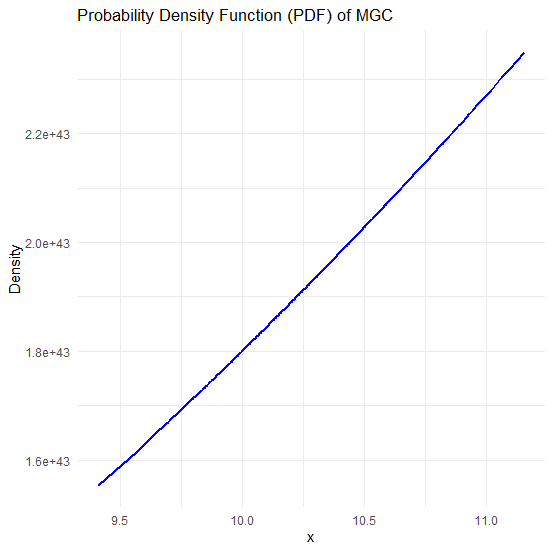 Probability Density Function (PDF) of MGC
Density
2.2e+43
2.0e+43
1.8e+43
1.6e+43
9.5 10.0 10.5 11.0
x